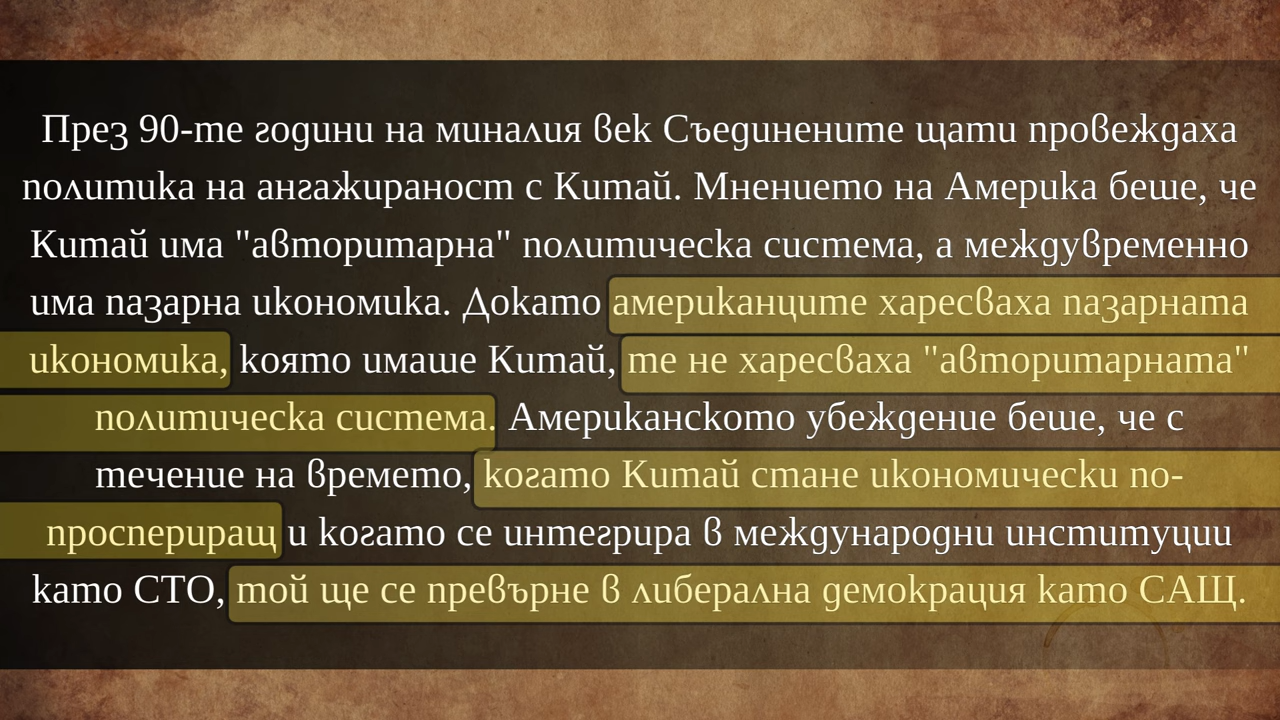 През 90-те години на миналия век Съединените щати провеждаха
политика на ангажираност с Китай. Мнението на Америка беше, че
Китай има "авторитарна" политическа система, а междувременно
има пазарна икономика. Докато американците харесваха пазарната
икономика, която имаше Китай, те не харесваха "авторитарната"
политическа система. Американското убеждение беше, че с
течение на времето, когато Китай стане икономически по-
проспериращ и когато се интегрира в международни институции
като СТО, той ще се превърне в либерална демокрация като САЩ.